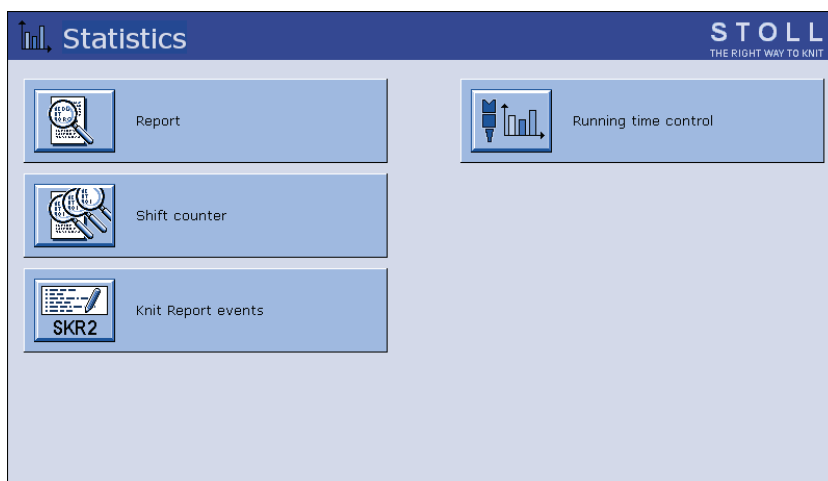 Statistics
STOLL
THE RIGHT WAY TO KNIT
Report
Running time control
Shift counter
Knit Report events
SKR2